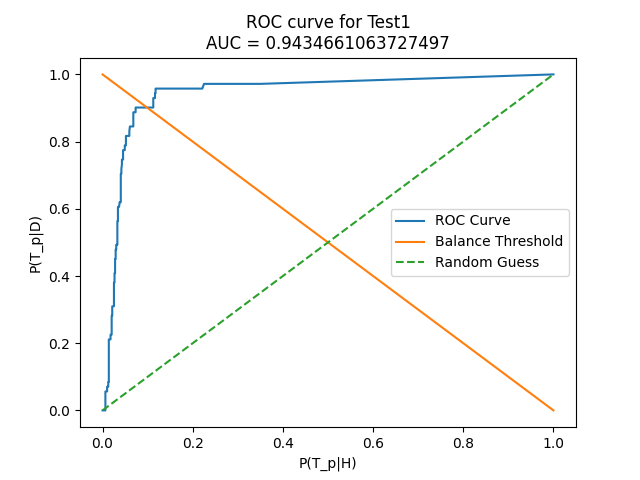 ROC curve for Test1
AUC = 0.9434661063727497
1.0
0.8
0.6
0.4
0.2
0.0
P(T_p|D)
ROC Curve
Balance Threshold
Random Guess
0.0 0.2 0.4 0.6 0.8 1.0
P(T_p|H)